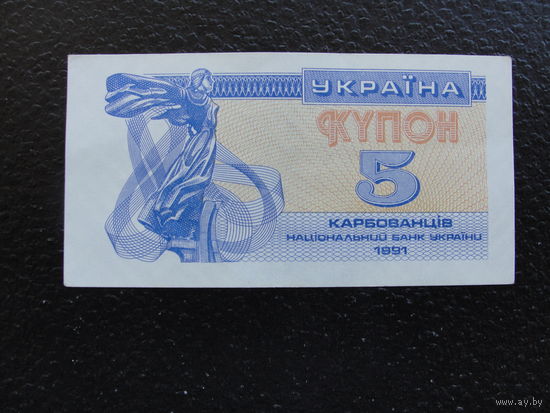 УКРАЇНА
КУПОН
5
КАРБОВАНЦІВ
НАЦІОНАЛЬНИЙ БАНК УКРАЇНИ
1991
www.ay.by